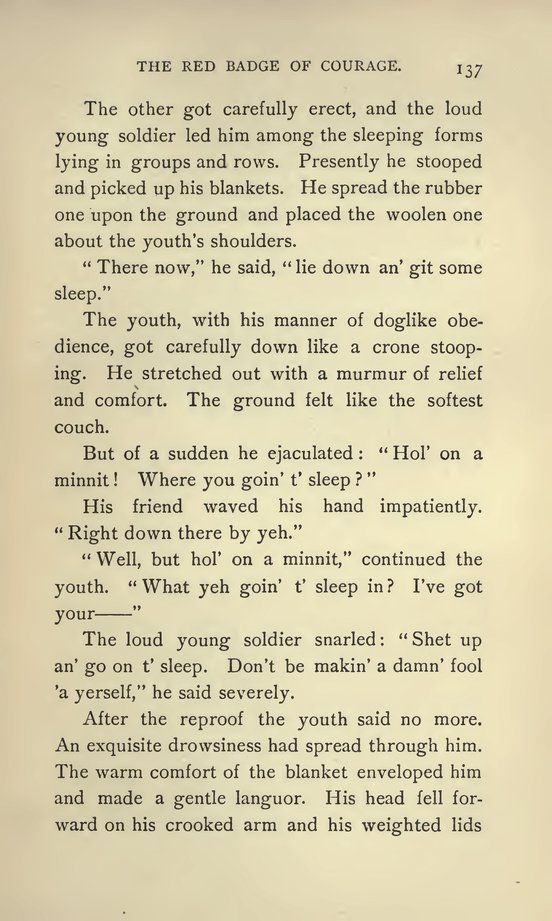 THE RED BADGE OF COURAGE. 137
The other got carefully erect, and the loud
young soldier led him among the sleeping forms
lying in groups and rows. Presently he stooped
and picked up his blankets. He spread the rubber
one upon the ground and placed the woolen one
about the youth's shoulders.
"There now," he said, "lie down an' git some
sleep."
The youth, with his manner of doglike obe-
dience, got carefully down like a crone stoop-
ing. He stretched out with a murmur of relief
and comfort. The ground felt like the softest
couch.
But of a sudden he ejaculated: "Hol' on a
minnit! Where you goin' t' sleep?"
His friend waved his hand impatiently.
"Right down there by yeh."
"Well, but hol' on a minnit," continued the
youth. "What yeh goin' t' sleep in? I've got
your——"
The loud young soldier snarled: "Shet up
an' go on t' sleep. Don't be makin' a damn' fool
'a yerself," he said severely.
After the reproof the youth said no more.
An exquisite drowsiness had spread through him.
The warm comfort of the blanket enveloped him
and made a gentle languor. His head fell for-
ward on his crooked arm and his weighted lids